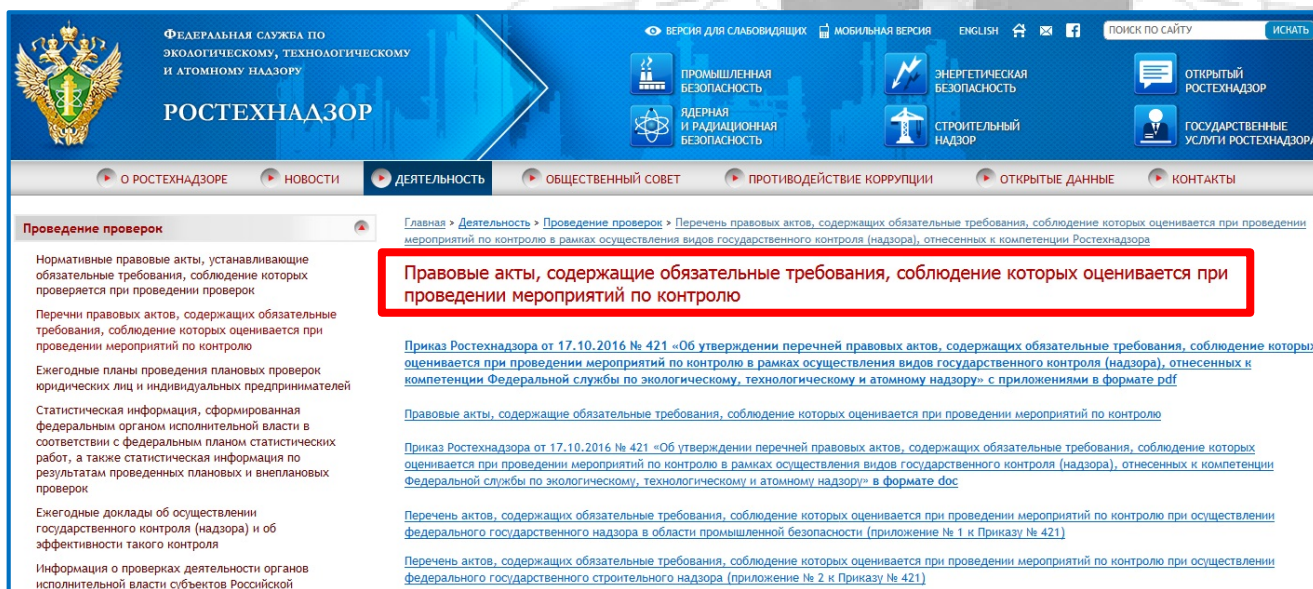 Федеральная служба по
экологическому, технологическому
и атомному надзору
РОСТЕХНАДЗОР
ВЕРСИЯ ДЛЯ СЛАБОВИДЯЩИХ МОБИЛЬНАЯ ВЕРСИЯ ENGLISH ПОИСК ПО САЙТУ ИСКАТЬ
ПРОМЫШЛЕННАЯ
БЕЗОПАСНОСТЬ
ЭНЕРГЕТИЧЕСКАЯ
БЕЗОПАСНОСТЬ
ОТКРЫТЫЙ
РОСТЕХНАДЗОР
ЯДЕРНАЯ
И РАДИАЦИОННАЯ
БЕЗОПАСНОСТЬ
СТРОИТЕЛЬНЫЙ
НАДЗОР
ГОСУДАРСТВЕННЫЕ
УСЛУГИ РОСТЕХНАДЗОРА
О РОСТЕХНАДЗОРЕ НОВОСТИ ДЕЯТЕЛЬНОСТЬ ОБЩЕСТВЕННЫЙ СОВЕТ ПРОТИВОДЕЙСТВИЕ КОРРУПЦИИ ОТКРЫТЫЕ ДАННЫЕ КОНТАКТЫ
Проведение проверок
Нормативные правовые акты, устанавливающие
обязательные требования, соблюдение которых
проверяется при проведении проверок
Перечни правовых актов, содержащих обязательные
требования, соблюдение которых оценивается при
проведении мероприятий по контролю
Ежегодные планы проведения плановых проверок
юридических лиц и индивидуальных предпринимателей
Статистическая информация, сформированная
федеральным органом исполнительной власти в
соответствии с федеральным планом статистических
работ, а также статистическая информация по
результатам проведенных плановых и внеплановых
проверок
Ежегодные доклады об осуществлении
государственного контроля (надзора) и об
эффективности такого контроля
Информация о проверках деятельности органов
исполнительной власти субъектов Российской
Главная > Деятельность > Проведение проверок > Перечень правовых актов, содержащих обязательные требования, соблюдение которых оценивается при проведении
мероприятий по контролю в рамках осуществления видов государственного контроля (надзора), отнесенных к компетенции Ростехнадзора
Правовые акты, содержащие обязательные требования, соблюдение которых оценивается при
проведении мероприятий по контролю
Приказ Ростехнадзора от 17.10.2016 № 421 «Об утверждении перечней правовых актов, содержащих обязательные требования, соблюдение которых
оценивается при проведении мероприятий по контролю в рамках осуществления видов государственного контроля (надзора), отнесенных к
компетенции Федеральной службы по экологическому, технологическому и атомному надзору» с приложениями в формате pdf
Правовые акты, содержащие обязательные требования, соблюдение которых оценивается при проведении мероприятий по контролю
Приказ Ростехнадзора от 17.10.2016 № 421 «Об утверждении перечней правовых актов, содержащих обязательные требования, соблюдение которых
оценивается при проведении мероприятий по контролю в рамках осуществления видов государственного контроля (надзора), отнесенных к компетенции
Федеральной службы по экологическому, технологическому и атомному надзору» в формате doc
Перечень актов, содержащих обязательные требования, соблюдение которых оценивается при проведении мероприятий по контролю при осуществлении
федерального государственного надзора в области промышленной безопасности (приложение № 1 к Приказу № 421)
Перечень актов, содержащих обязательные требования, соблюдение которых оценивается при проведении мероприятий по контролю при осуществлении
федерального государственного строительного надзора (приложение № 2 к Приказу № 421)